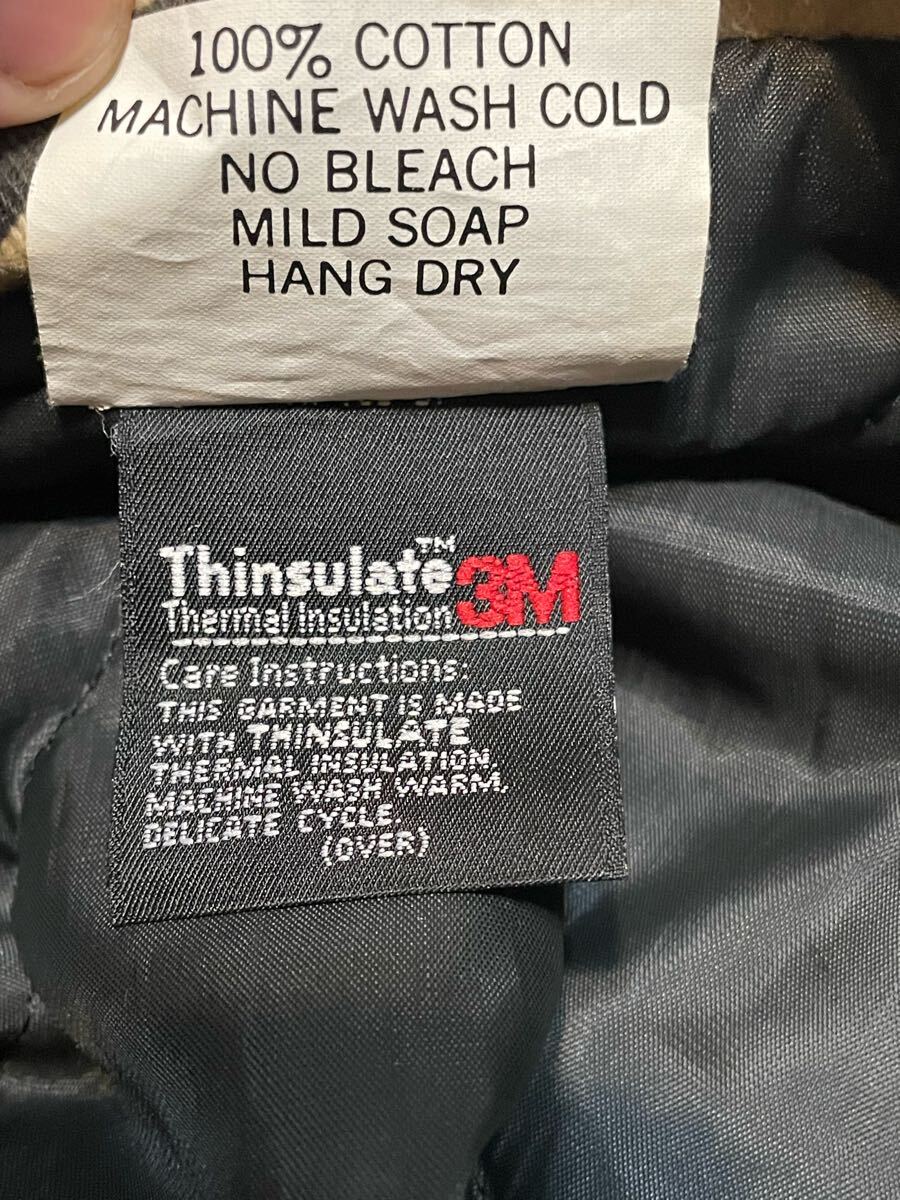 100% COTTON
MACHINE WASH COLD
NO BLEACH
MILD SOAP
HANG DRY
Thinsulate™ 3M
Thermal Insulation
Care Instructions:
THIS GARMENT IS MADE
WITH THINSULATE
THERMAL INSULATION.
MACHINE WASH WARM,
DELICATE CYCLE.
(OVER)